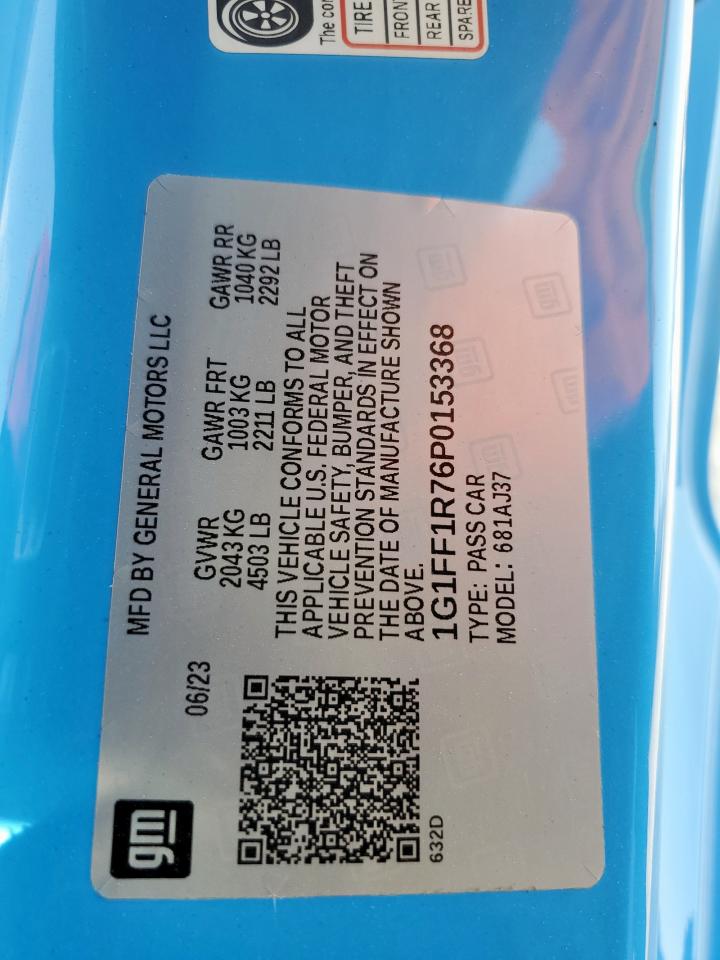 gm
06/23
MFD BY GENERAL MOTORS LLC
GVWR GAWR FRT GAWR RR
2043 KG 1003 KG 1040 KG
4503 LB 2211 LB 2292 LB
THIS VEHICLE CONFORMS TO ALL
APPLICABLE U.S. FEDERAL MOTOR
VEHICLE SAFETY, BUMPER, AND THEFT
PREVENTION STANDARDS IN EFFECT ON
THE DATE OF MANUFACTURE SHOWN
ABOVE.
1G1FF1R76P0153368
TYPE: PASS CAR
MODEL: 681AJ37
632D
The
TIRE
REAR
SPARE